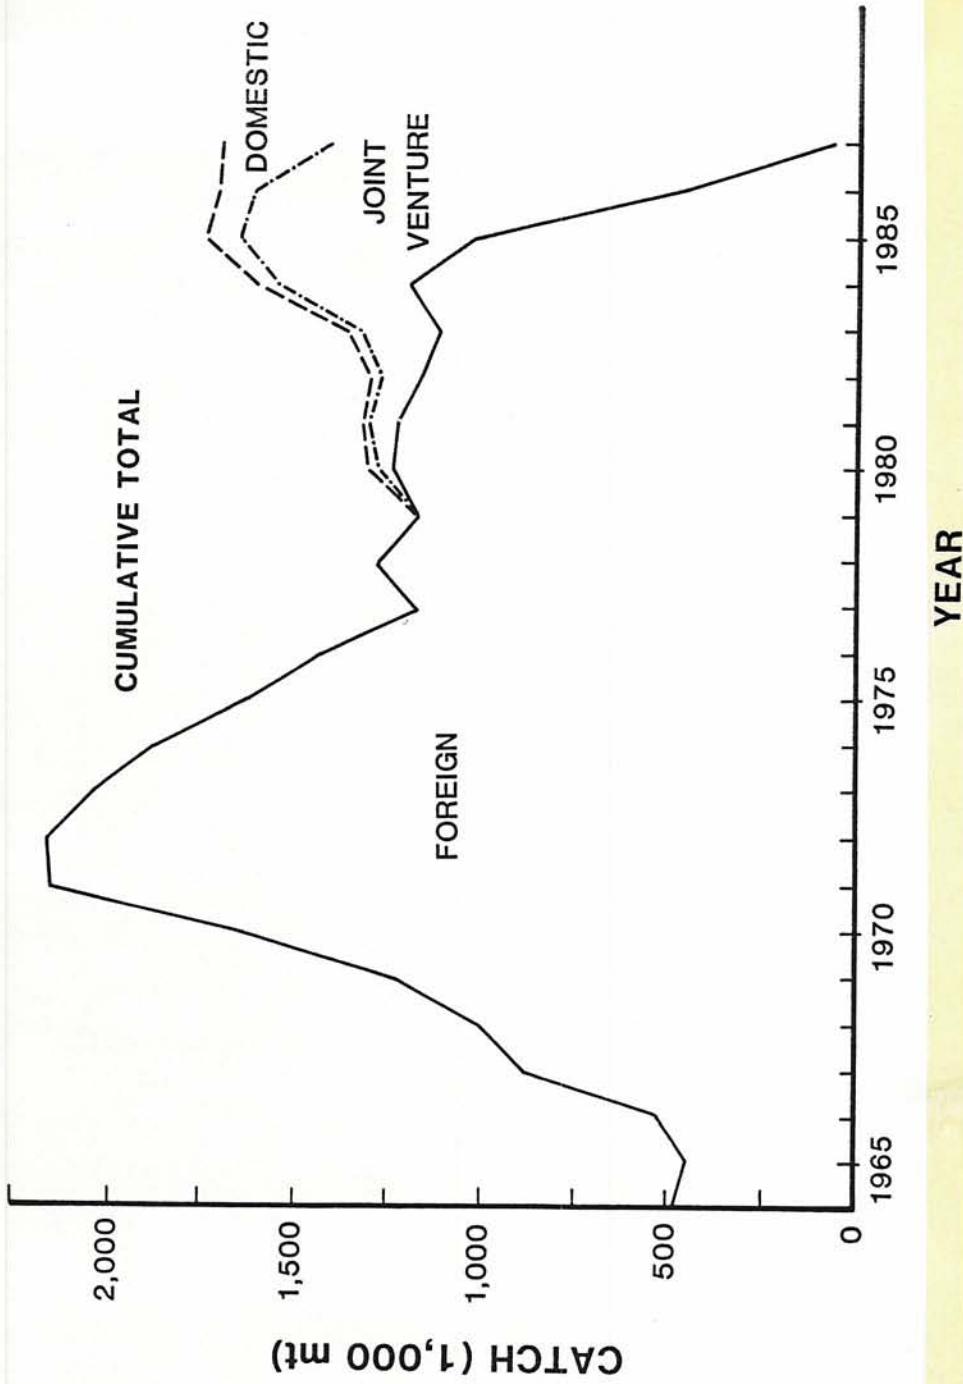 CUMULATIVE TOTAL
DOMESTIC
JOINT
VENTURE
FOREIGN
CATCH (1,000 mt)
2,000
1,500
1,000
500
0
1965
1970
1975
1980
1985
YEAR